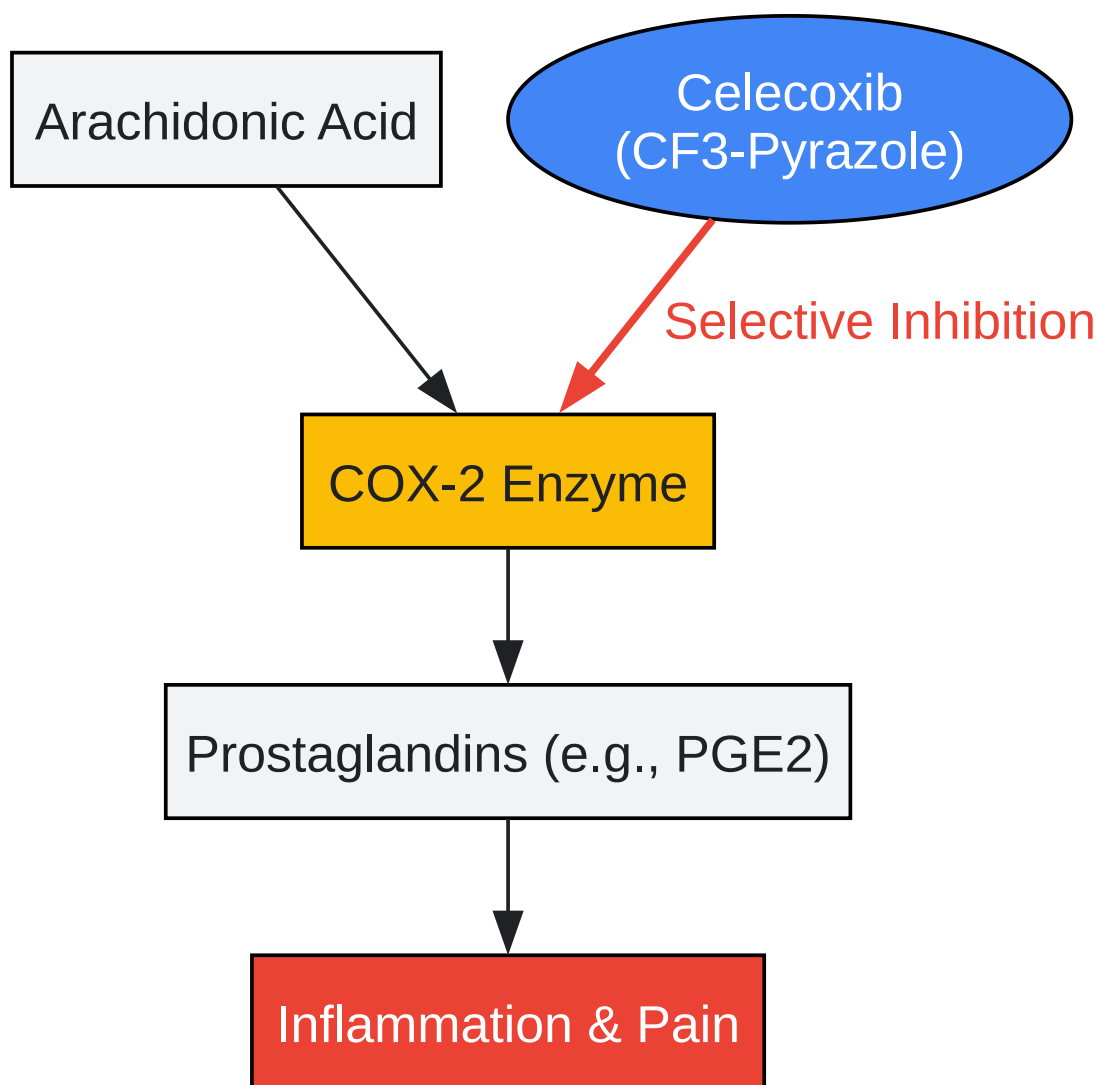 Arachidonic Acid
Celecoxib
(CF3-Pyrazole)
Selective Inhibition
COX-2 Enzyme
Prostaglandins (e.g., PGE2)
Inflammation & Pain